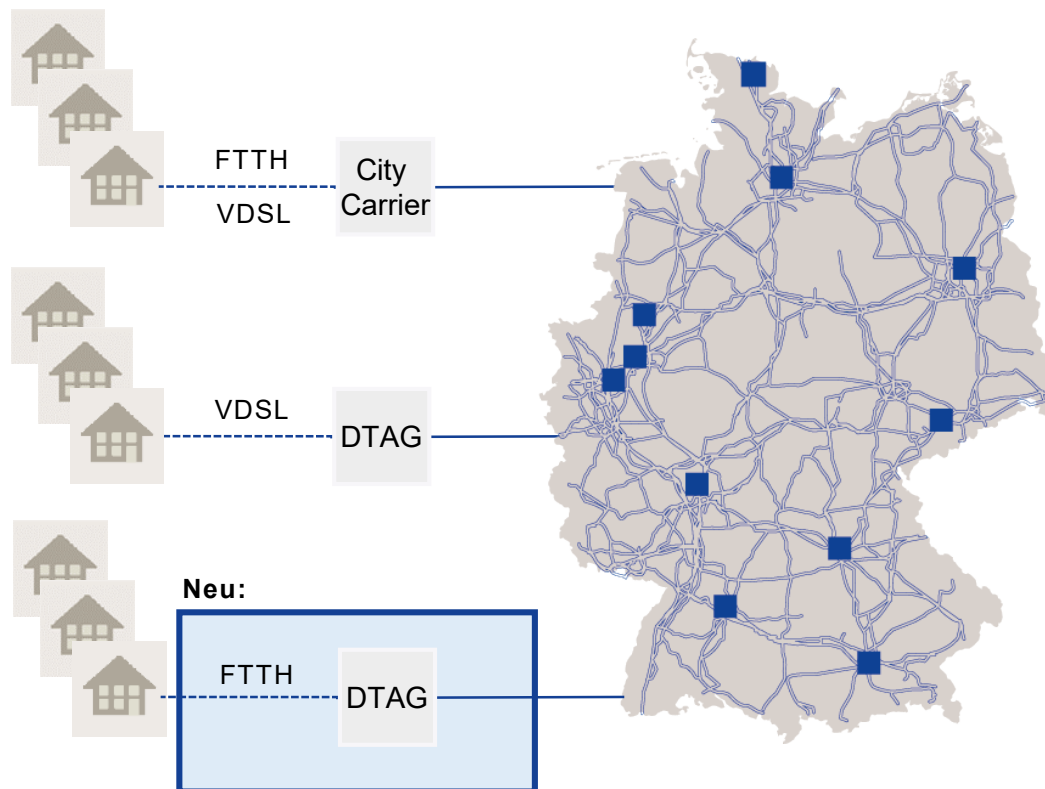 FTTH
City
Carrier
VDSL
VDSL
DTAG
Neu:
FTTH
DTAG